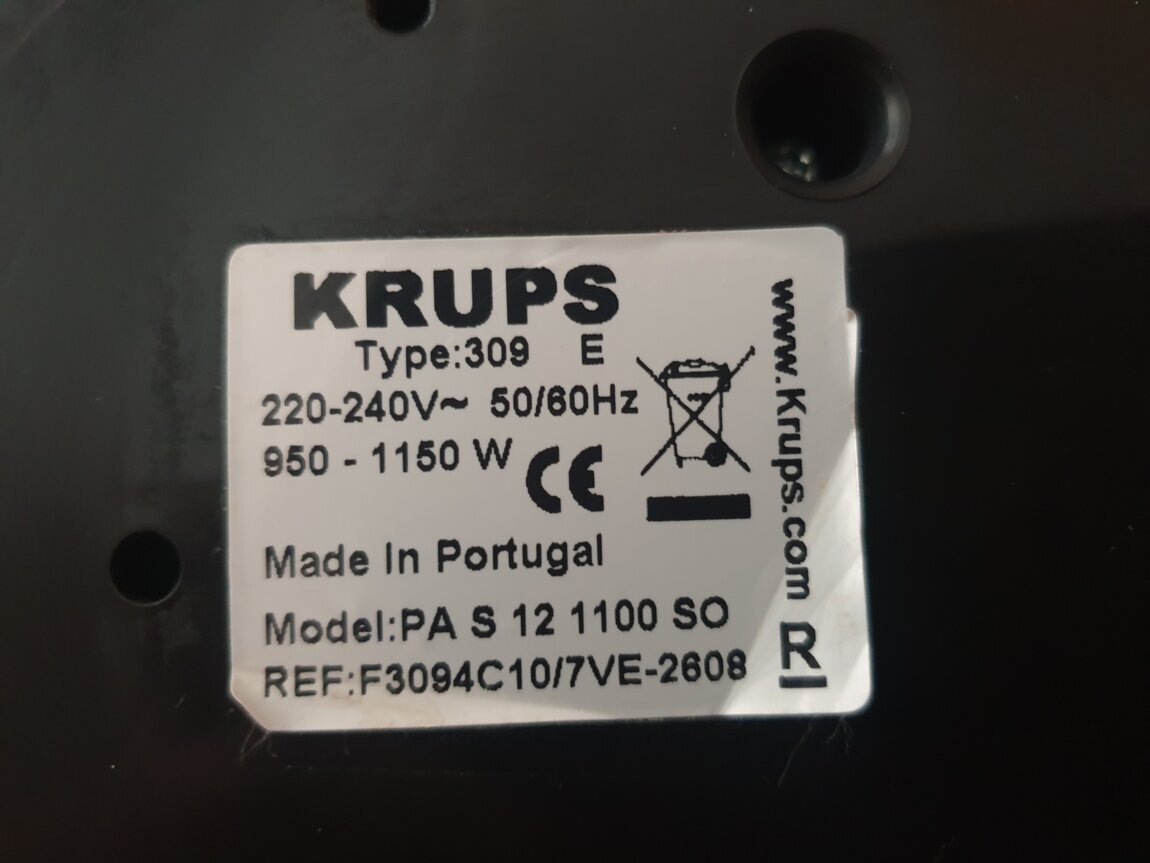 KRUPS
Type:309 E
220-240V~ 50/60Hz
950 - 1150 W
CE
Made In Portugal
Model:PA S 12 1100 SO
REF:F3094C10/7VE-2608
www.Krups.com
R